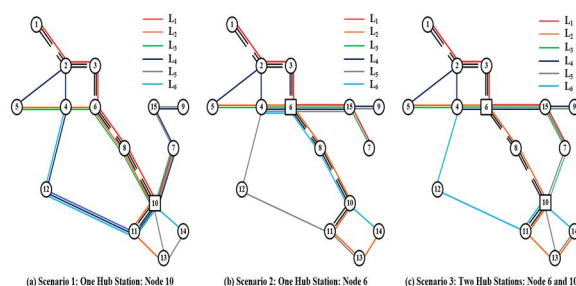 L1
L2
L3
L4
L5
L6
1
2
3
5
4
6
15
9
8
7
12
10
11
14
13
(a) Scenario 1: One Hub Station: Node 10
L1
L2
L3
L4
L5
L6
1
2
3
5
4
6
15
9
8
7
12
10
11
14
13
(b) Scenario 2: One Hub Station: Node 6
L1
L2
L3
L4
L5
L6
1
2
3
5
4
6
15
9
8
7
12
10
11
14
13
(c) Scenario 3: Two Hub Stations: Node 6 and 10